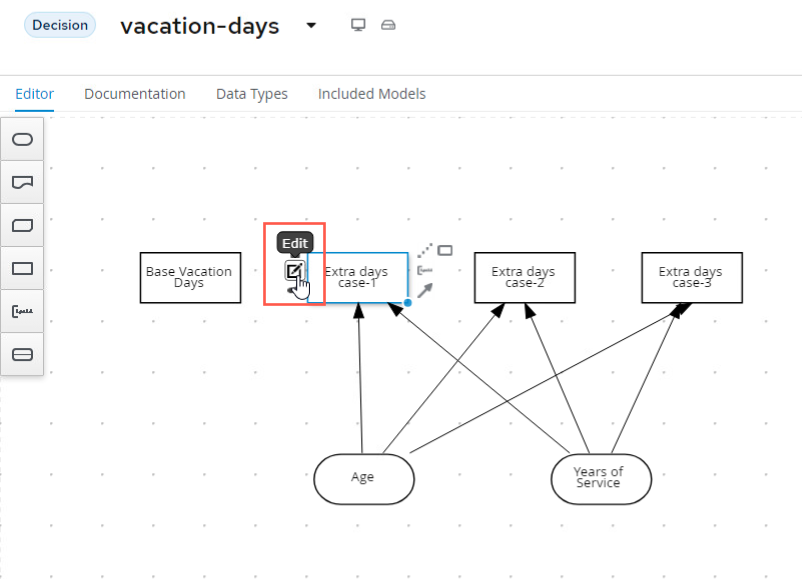 Decision
vacation-days
Editor
Documentation
Data Types
Included Models
Edit
Base Vacation
Days
Extra days
case-1
Extra days
case-2
Extra days
case-3
Age
Years of
Service